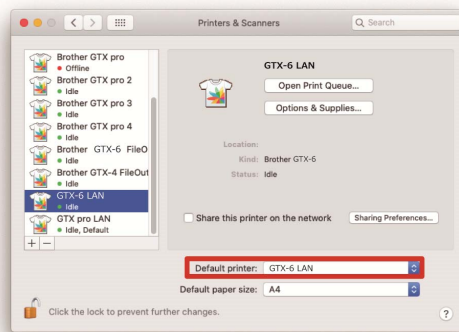 Printers & Scanners
Search
Brother GTX pro
Offline
Brother GTX pro 2
Idle
Brother GTX pro 3
Idle
Brother GTX pro 4
Idle
Brother GTX-6 FileO
Idle
Brother GTX-4 FileOut
Idle
GTX-6 LAN
Idle
GTX pro LAN
Idle, Default
+ −
GTX-6 LAN
Open Print Queue...
Options & Supplies...
Location:
Kind: Brother GTX-6
Status: Idle
Share this printer on the network
Sharing Preferences...
Default printer: GTX-6 LAN
Default paper size: A4
Click the lock to prevent further changes.
?